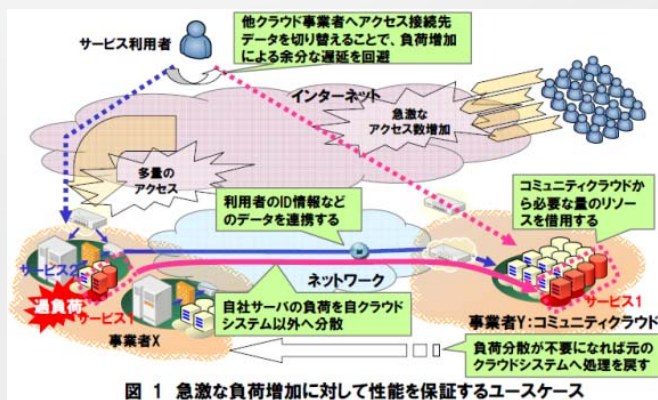 サービス利用者
他クラウド事業者へアクセス接続先
データを切り替えることで、負荷増加
による余分な遅延を回避
インターネット
急激な
アクセス数増加
多量の
アクセス
利用者のID情報など
のデータを連携する
コミュニティクラウドか
ら必要な量のリソー
スを借用する
サービス2
ネットワーク
過負荷
サービス1
サービス1
自社サーバの負荷を自クラウド
システム以外へ分散
事業者X
事業者Y:コミュニティクラウド
負荷分散が不要になれば元の
クラウドシステムへ処理を戻す
図 1 急激な負荷増加に対して性能を保証するユースケース